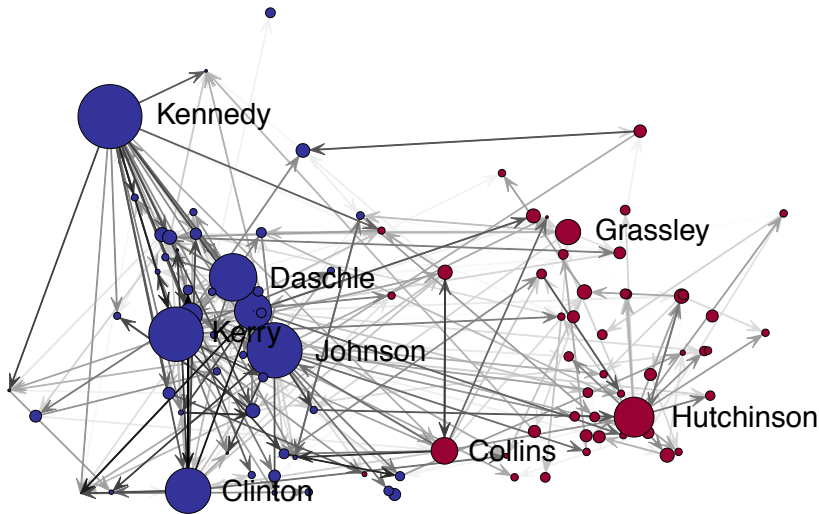 Kennedy
Grassley
Daschle
Kerry
Johnson
Hutchinson
Collins
Clinton